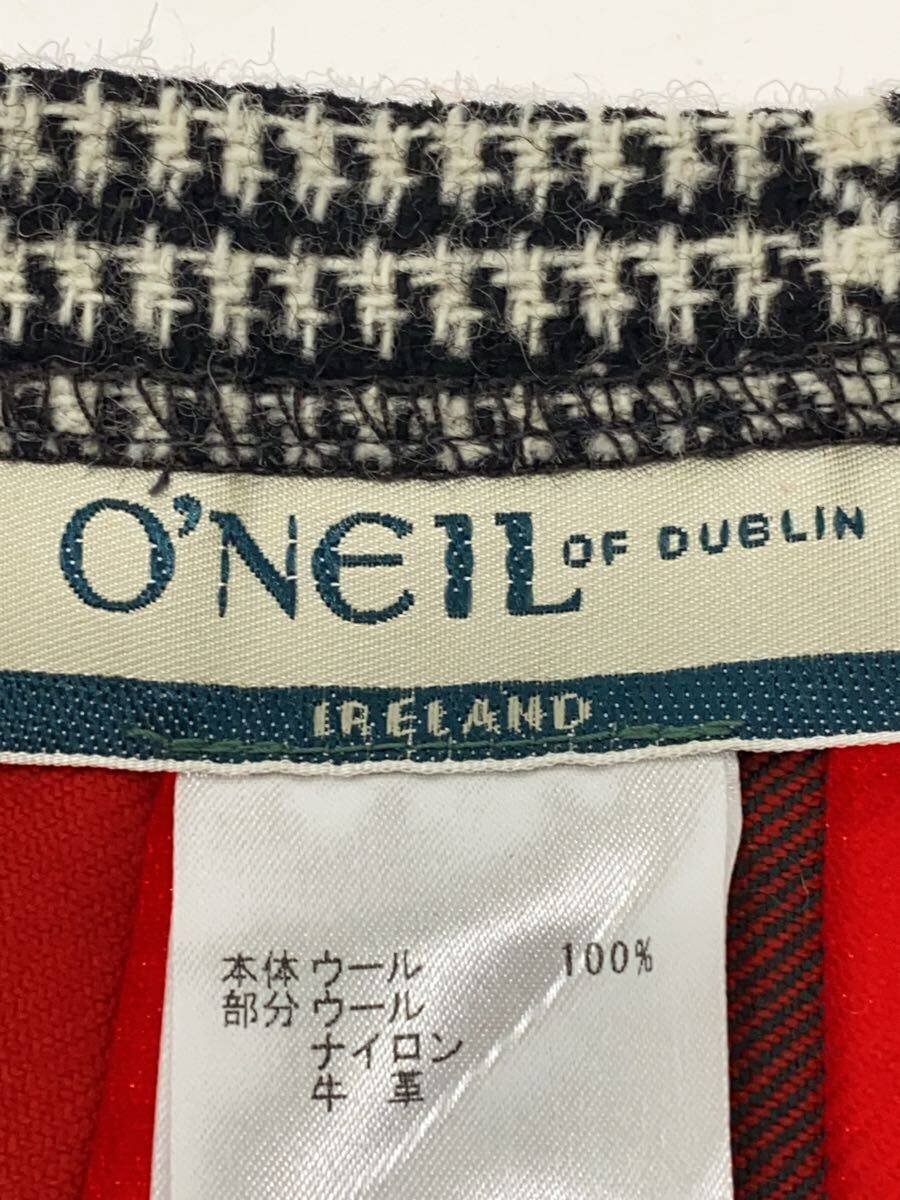 O'NEIL OF DUBLIN
IRELAND
本体 ウール 100%
部分 ウール
ナイロン
牛 革